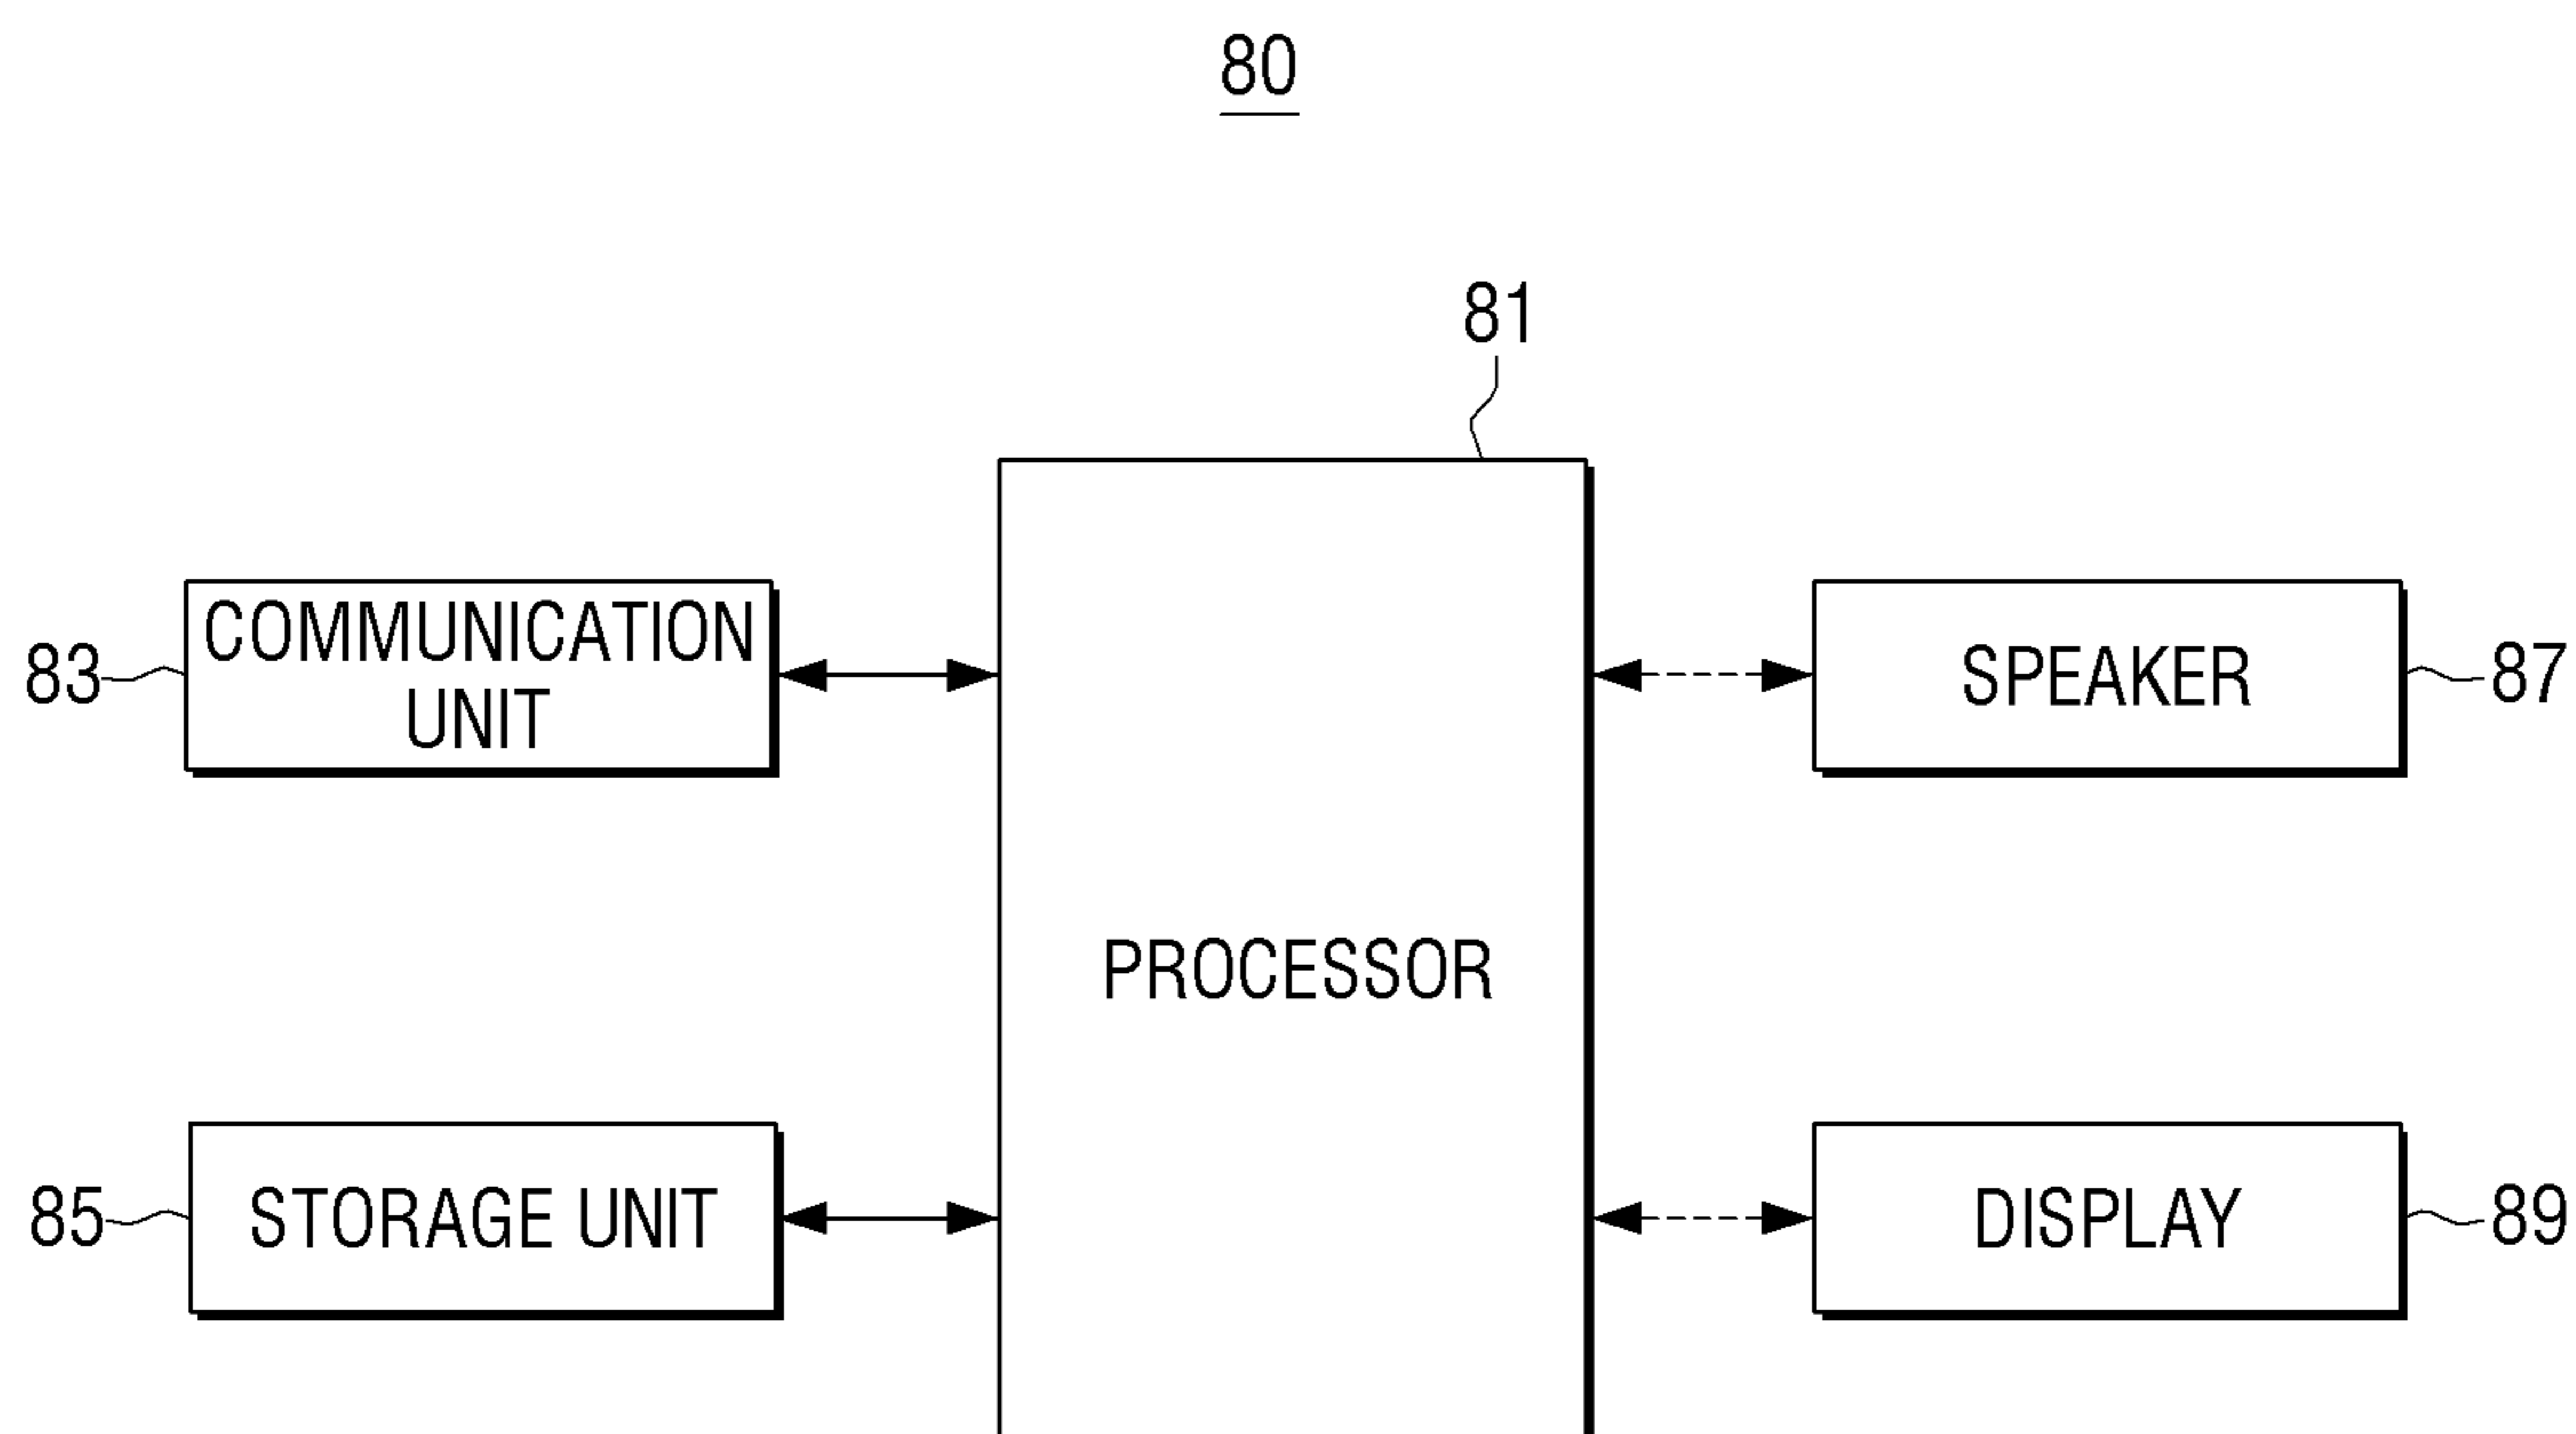 80
81
COMMUNICATION
UNIT
83
SPEAKER
87
PROCESSOR
85
STORAGE UNIT
DISPLAY
89